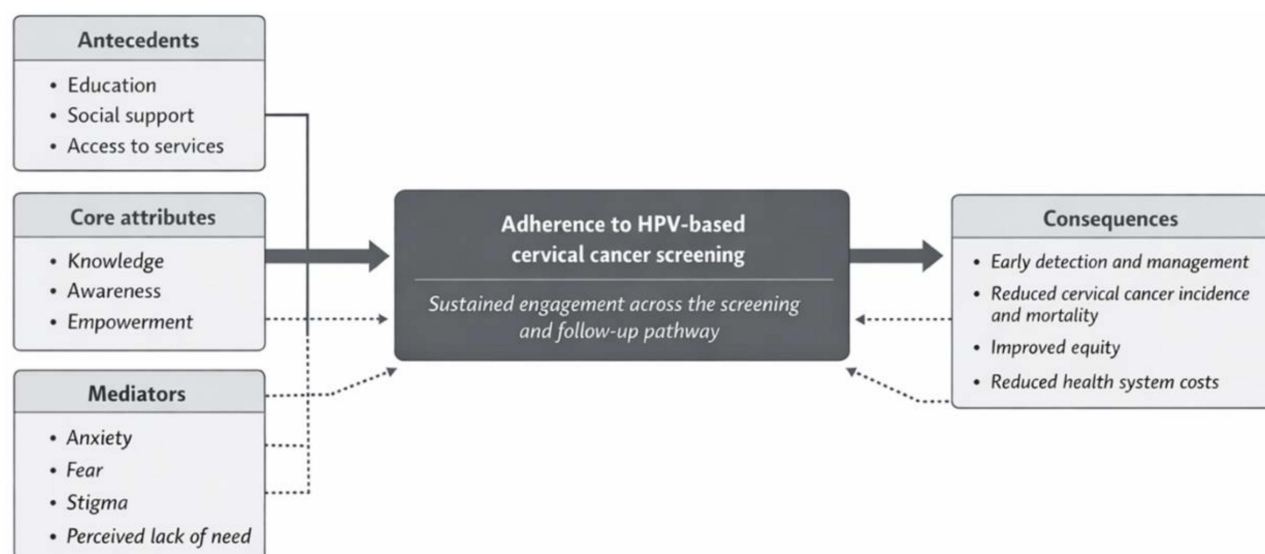 Antecedents
• Education
• Social support
• Access to services
Core attributes
• Knowledge
• Awareness
• Empowerment
Mediators
• Anxiety
• Fear
• Stigma
• Perceived lack of need
Adherence to HPV-based
cervical cancer screening
Sustained engagement across the screening
and follow-up pathway
Consequences
• Early detection and management
• Reduced cervical cancer incidence
and mortality
• Improved equity
• Reduced health system costs